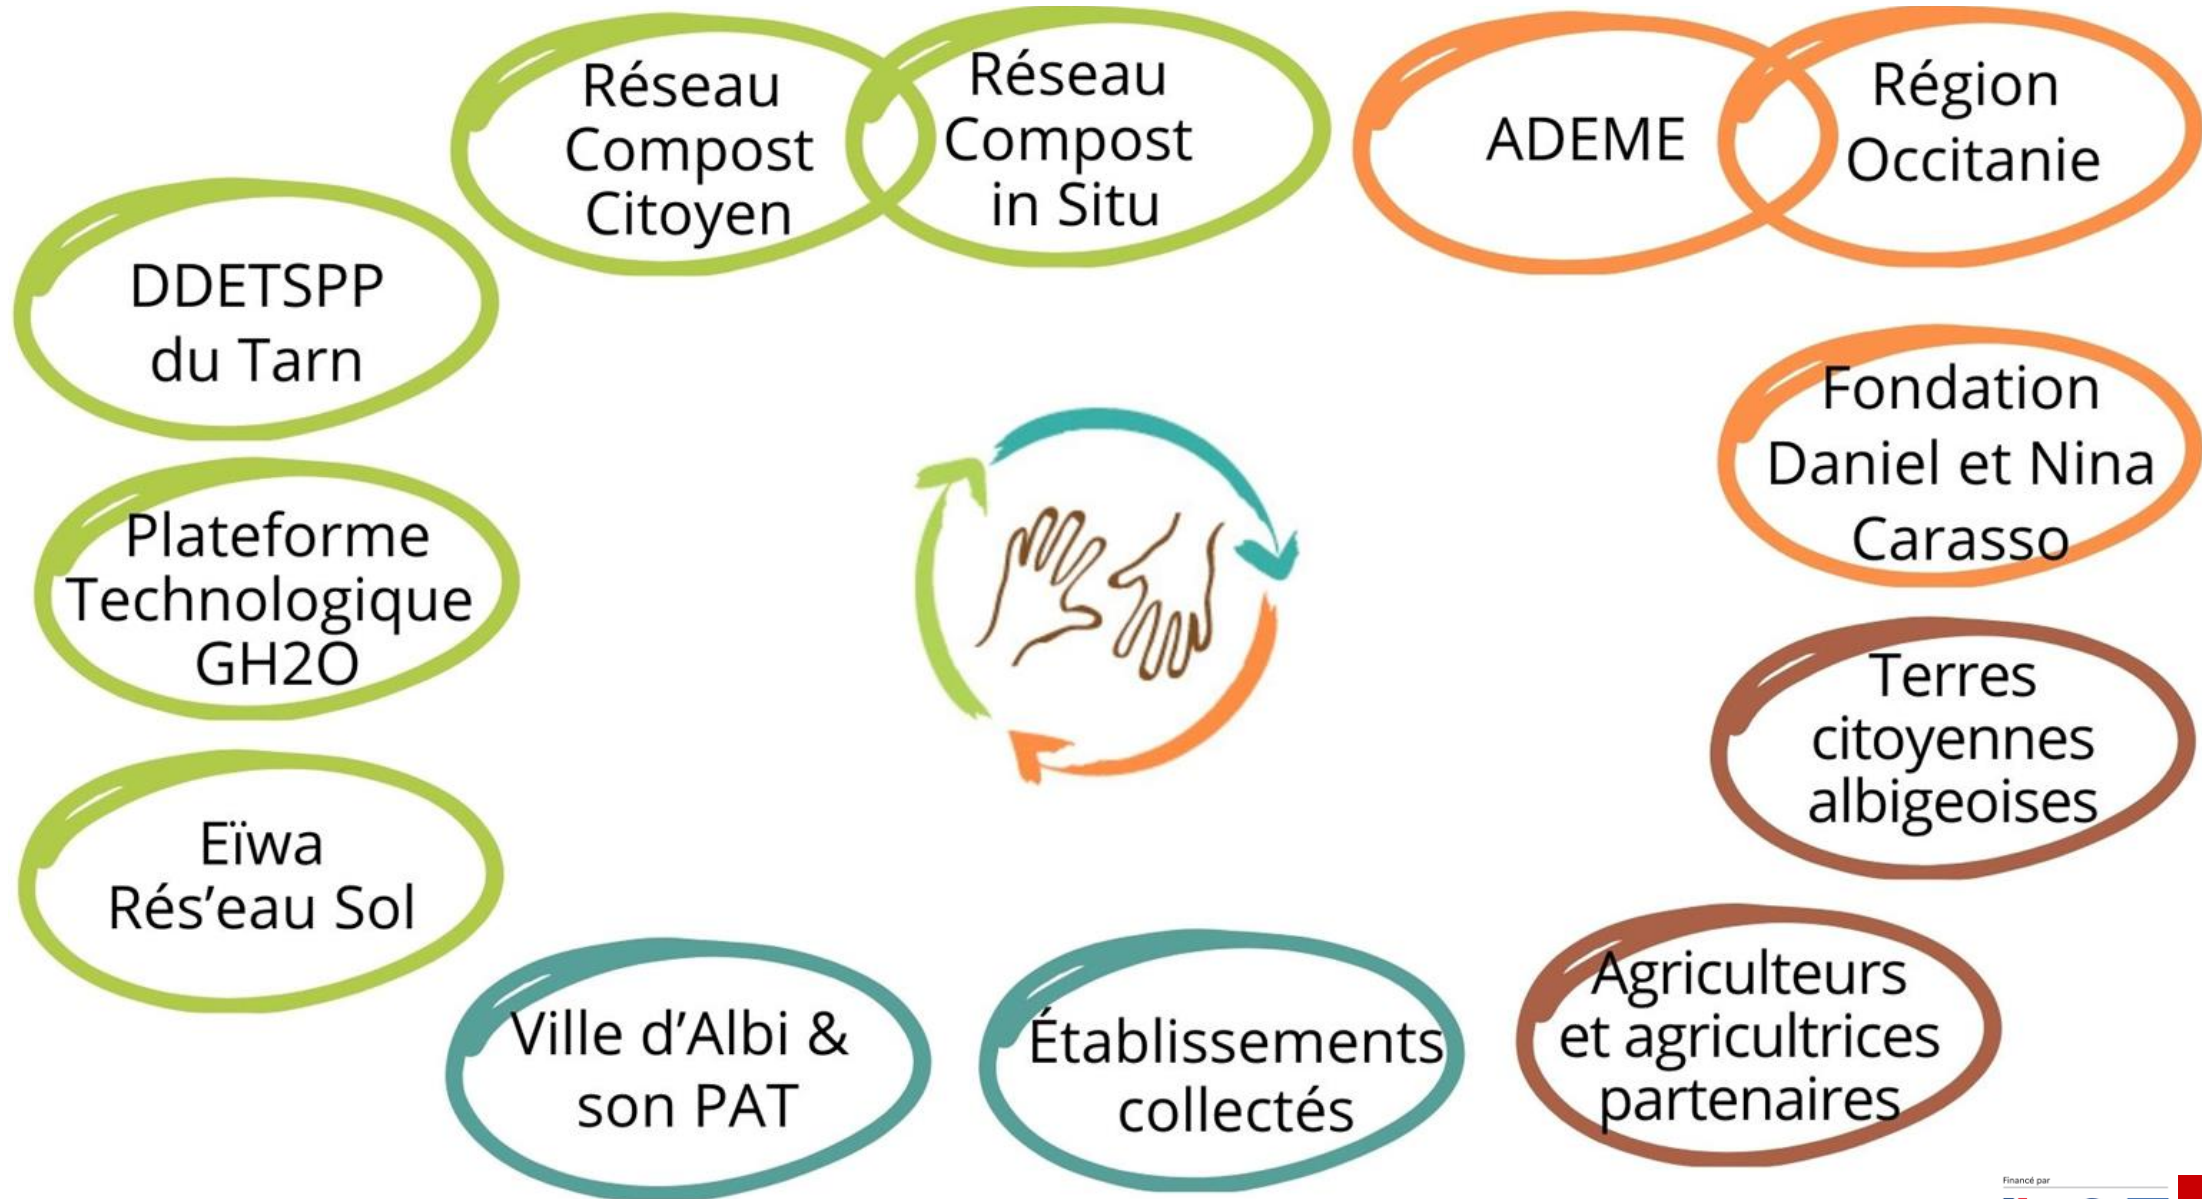 Réseau
Compost
Citoyen
Réseau
Compost
in Situ
ADEME
Région
Occitanie
DDETSPP
du Tarn
Fondation
Daniel et Nina
Carasso
Plateforme
Technologique
GH2O
Terres
citoyennes
albigeoises
Eïwa
Rés’eau Sol
Agriculteurs
et agricultrices
partenaires
Ville d’Albi &
son PAT
Établissements
collectés
Financé par